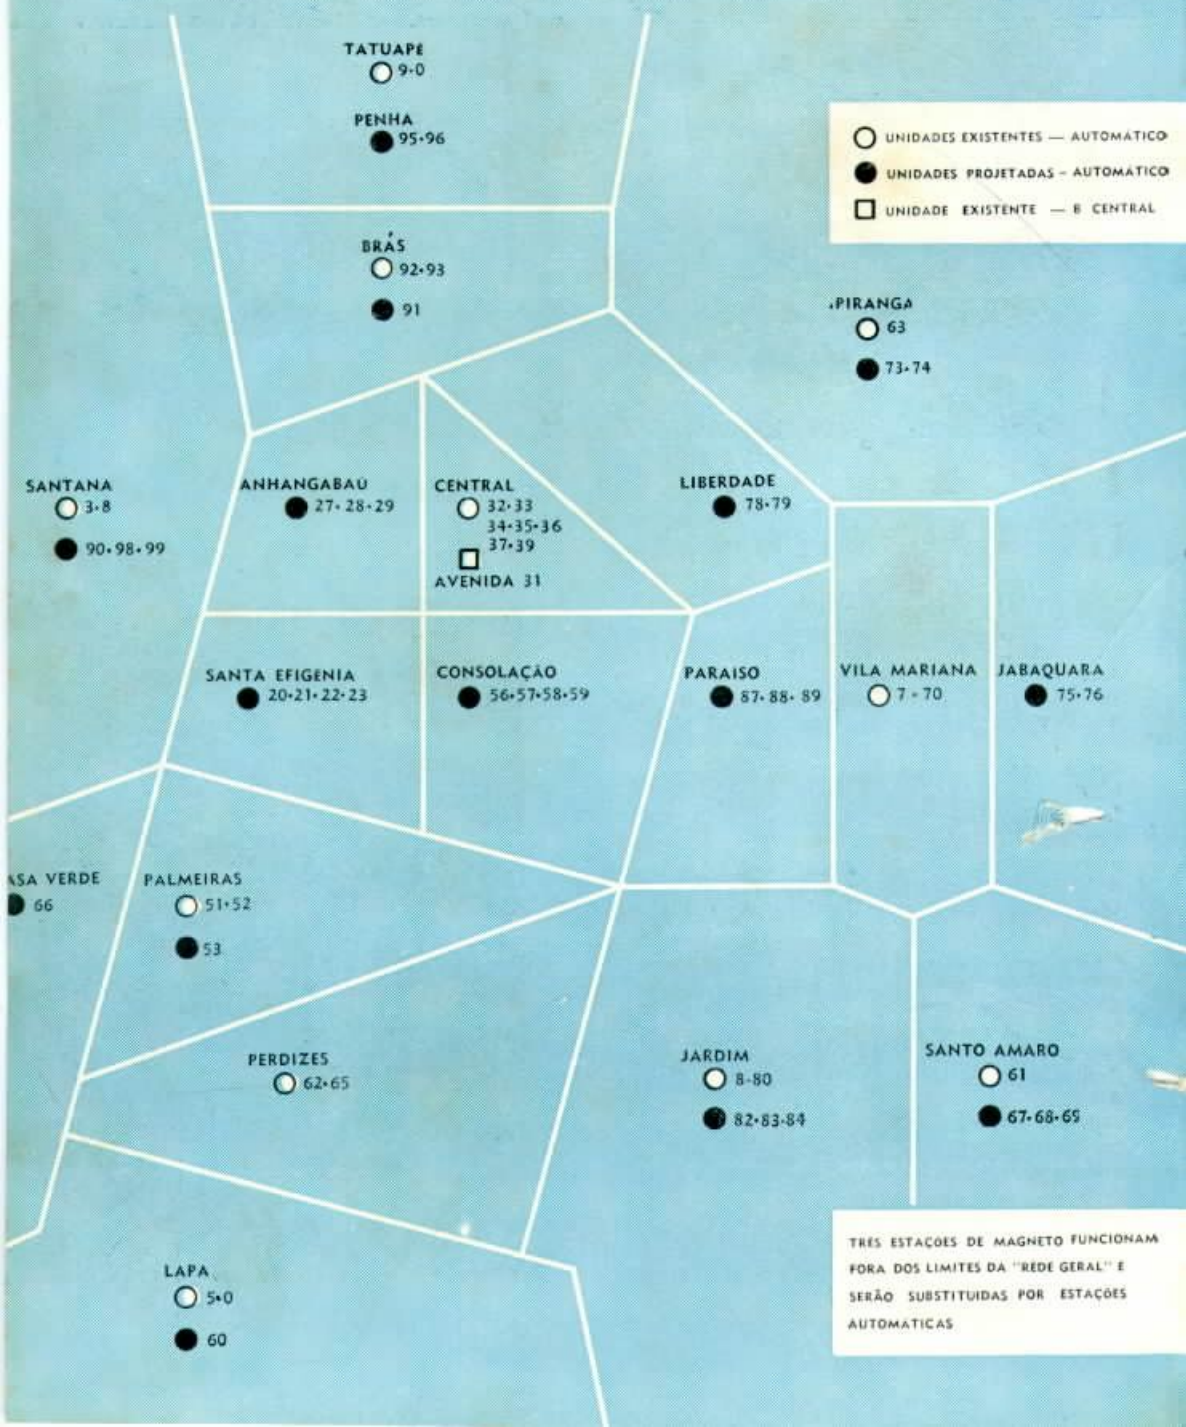 TATUAPÉ
9·0
PENHA
95·96
UNIDADES EXISTENTES — AUTOMÁTICO
UNIDADES PROJETADAS – AUTOMÁTICO
UNIDADE EXISTENTE — B CENTRAL
BRÁS
92·93
91
PIRANGA
63
73·74
SANTANA
3·8
90·98·99
ANHANGABAÚ
27·28·29
CENTRAL
32·33
34·35·36
37·39
AVENIDA 31
LIBERDADE
78·79
SANTA EFIGÊNIA
20·21·22·23
CONSOLAÇÃO
56·57·58·59
PARAISO
87·88·89
VILA MARIANA
7-70
JABAQUARA
75·76
ASA VERDE
66
PALMEIRAS
51·52
53
PERDIZES
62·65
JARDIM
8-80
82·83·84
SANTO AMARO
61
67·68·69
LAPA
5·0
60
TRÊS ESTAÇÕES DE MAGNETO FUNCIONAM
FORA DOS LIMITES DA "REDE GERAL" E
SERÃO SUBSTITUIDAS POR ESTAÇÕES
AUTOMÁTICAS